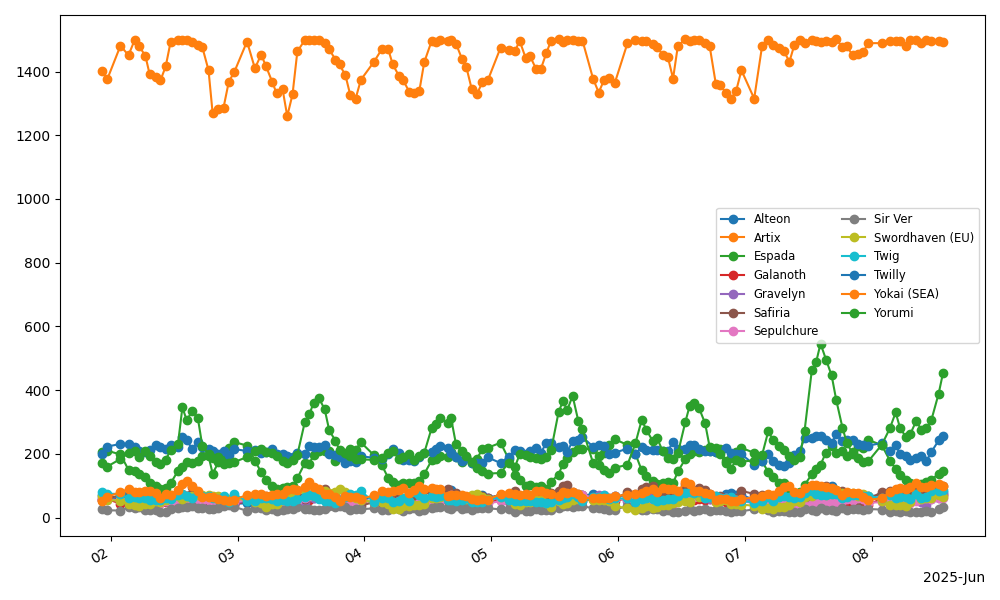 1400
1200
1000
800
600
400
200
0
Alteon
Artix
Espada
Galanoth
Gravelyn
Safiria
Sepulchure
Sir Ver
Swordhaven (EU)
Twig
Twilly
Yokai (SEA)
Yorumi
02 03 04 05 06 07 08
2025-Jun